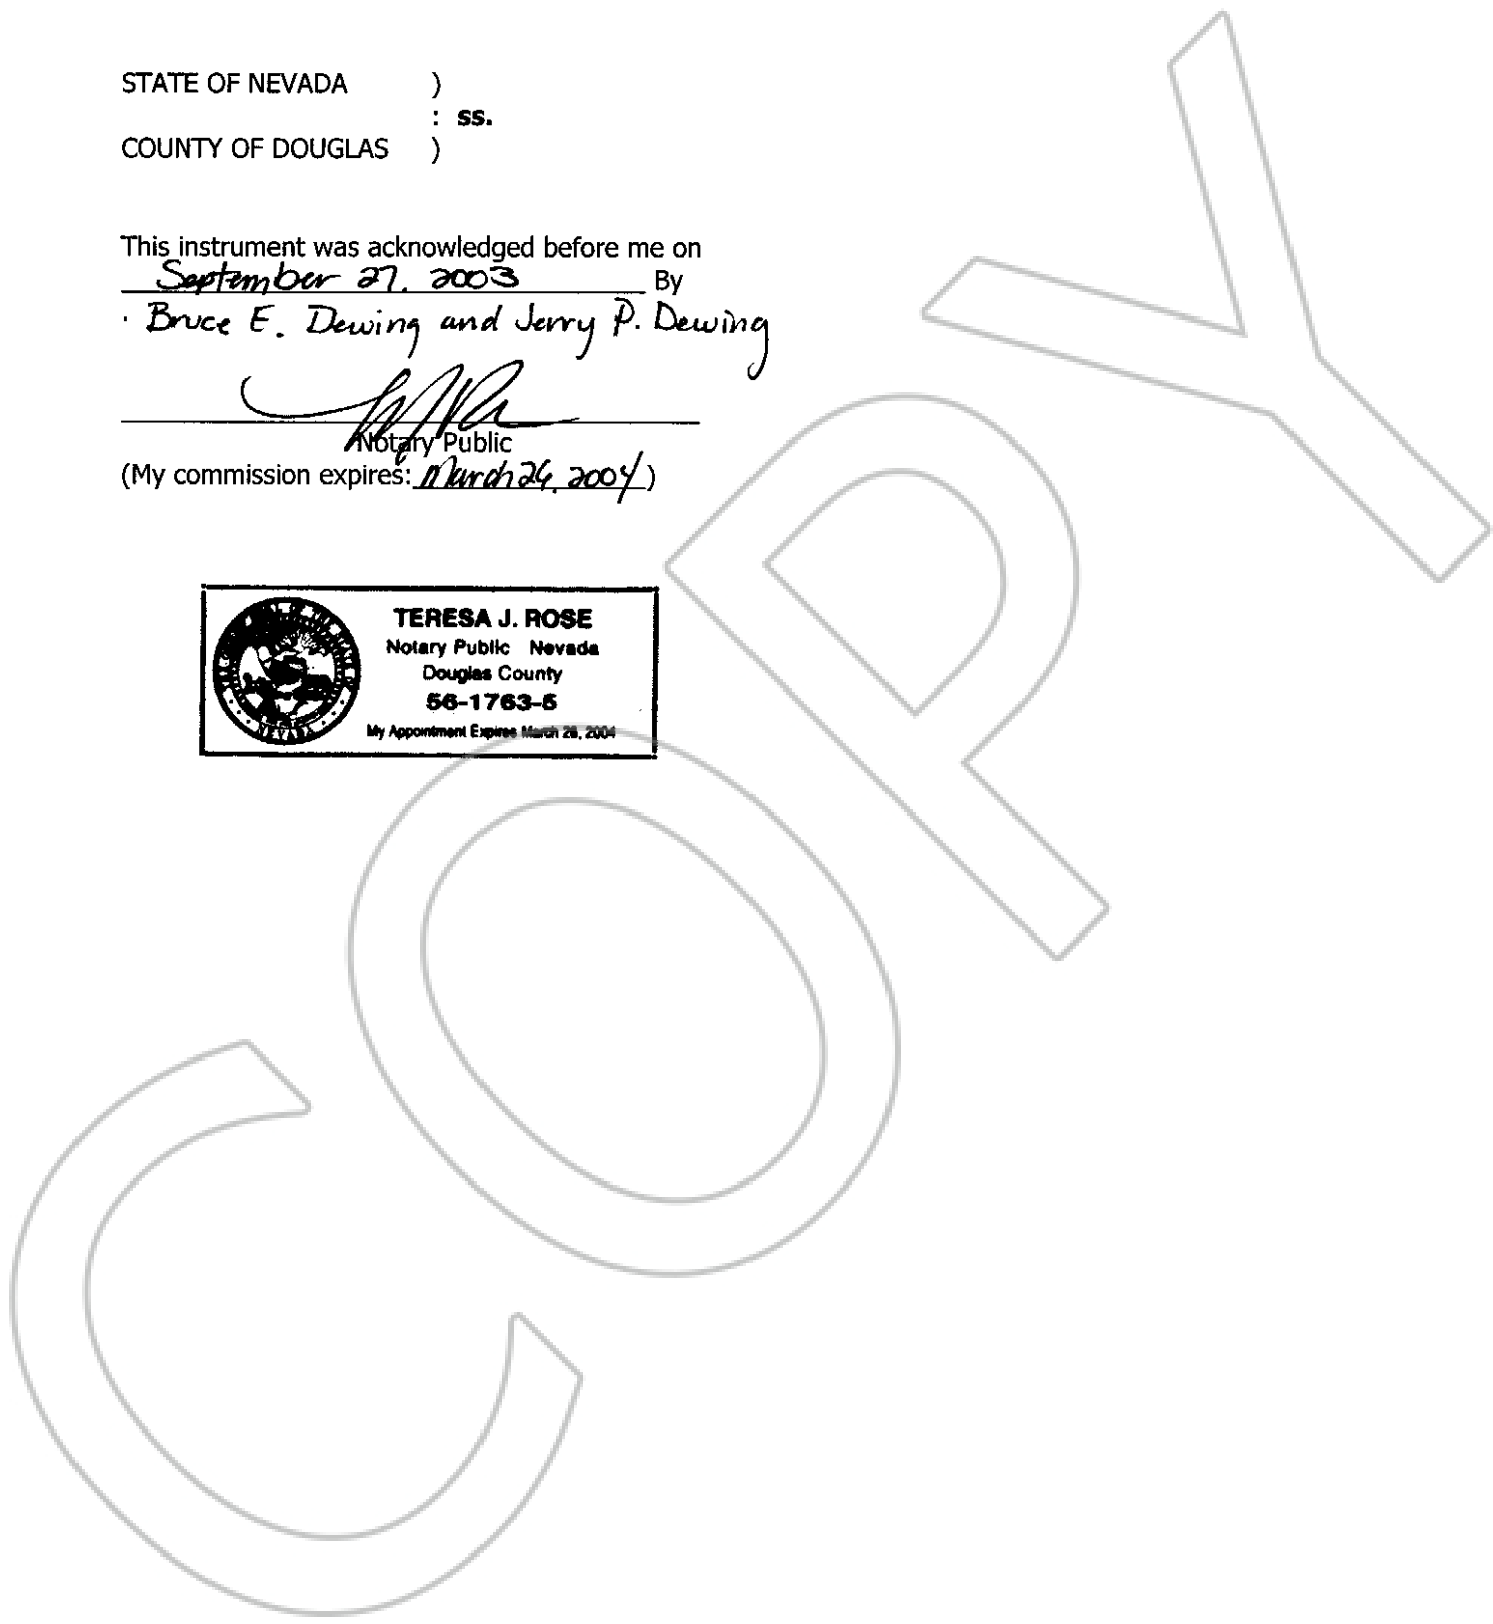 STATE OF NEVADA )
: ss.
COUNTY OF DOUGLAS )
This instrument was acknowledged before me on
September 27, 2003 By
Bruce E. Dewing and Jerry P. Dewing
Notary Public
(My commission expires: March 26, 2004)
TERESA J. ROSE
Notary Public Nevada
Douglas County
56-1763-5
My Appointment Expires March 26, 2004
NEVADA
COPY